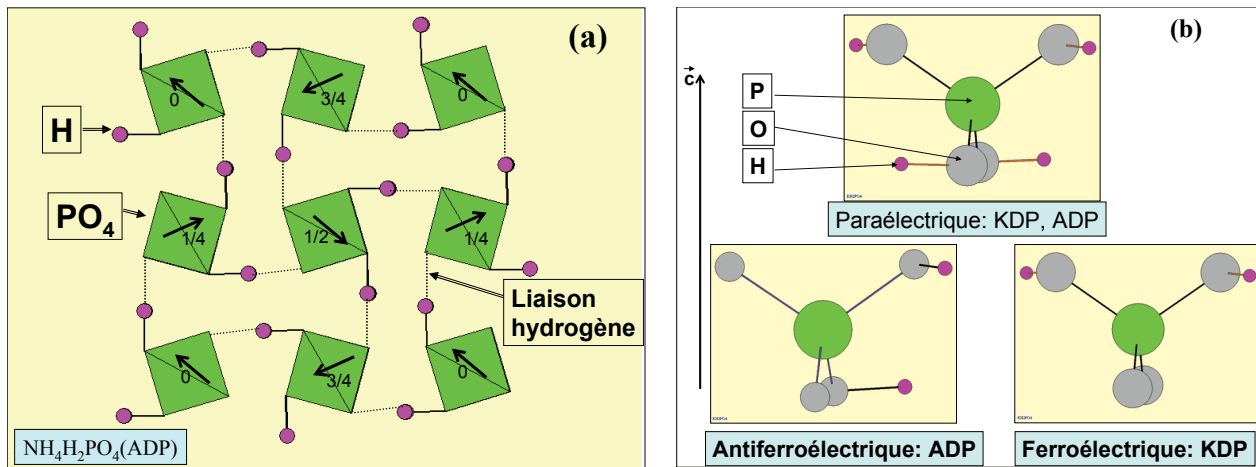 (a)
0
3/4
0
H
PO₄
1/4
1/2
1/4
Liaison
hydrogène
0
3/4
0
NH₄H₂PO₄(ADP)
(b)
c
P
O
H
Paraélectrique: KDP, ADP
Antiferroélectrique: ADP
Ferroélectrique: KDP